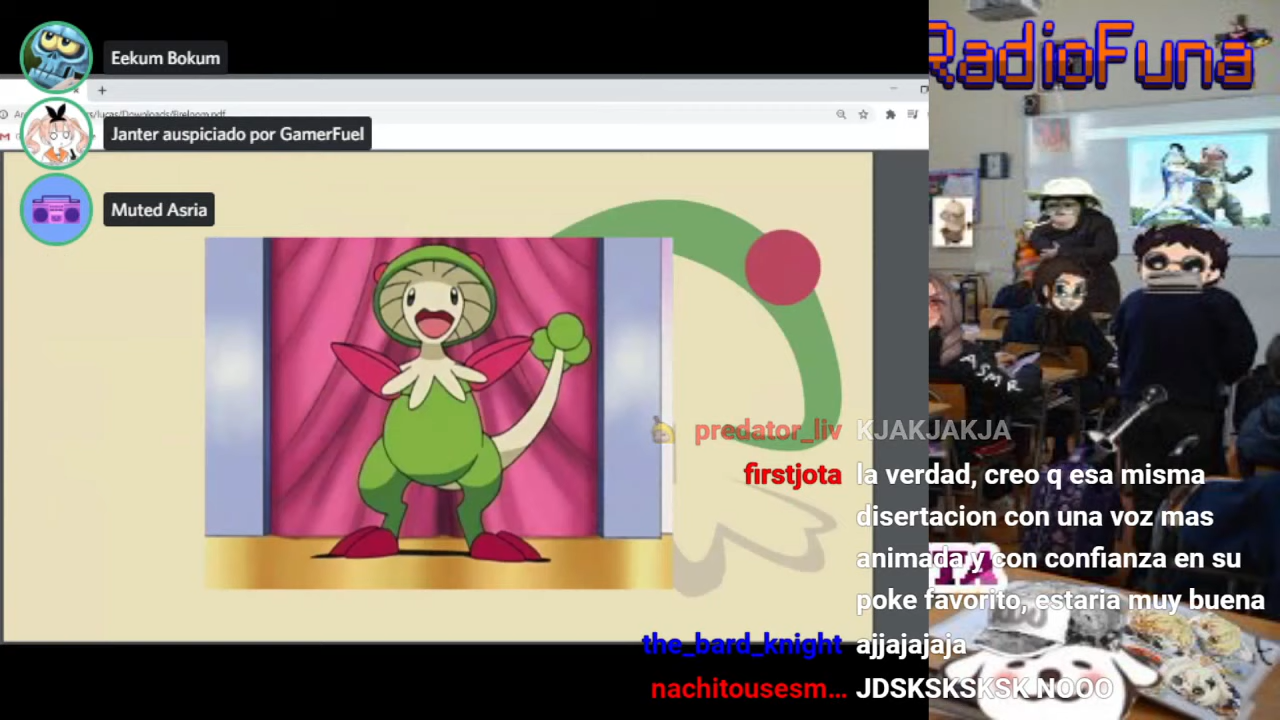 Eekum Bokum
RadioFuna
Janter auspiciado por GamerFuel
Muted Asria
ASMR
predator_liv KJAKJAKJA
firstjota la verdad, creo q esa misma
disertacion con una voz mas
animada y con confianza en su
poke favorito, estaria muy buena
the_bard_knight ajjajajaja
nachitousesm... JDSKSKSKSK NOOO